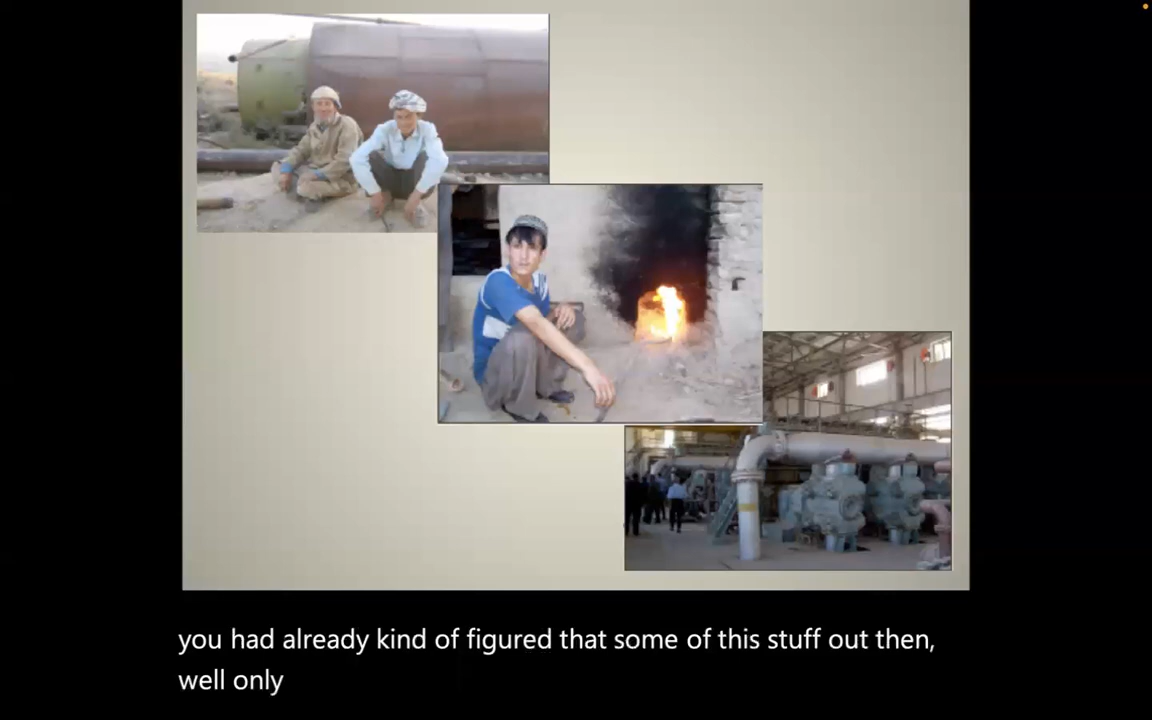 you had already kind of figured that some of this stuff out then,
well only